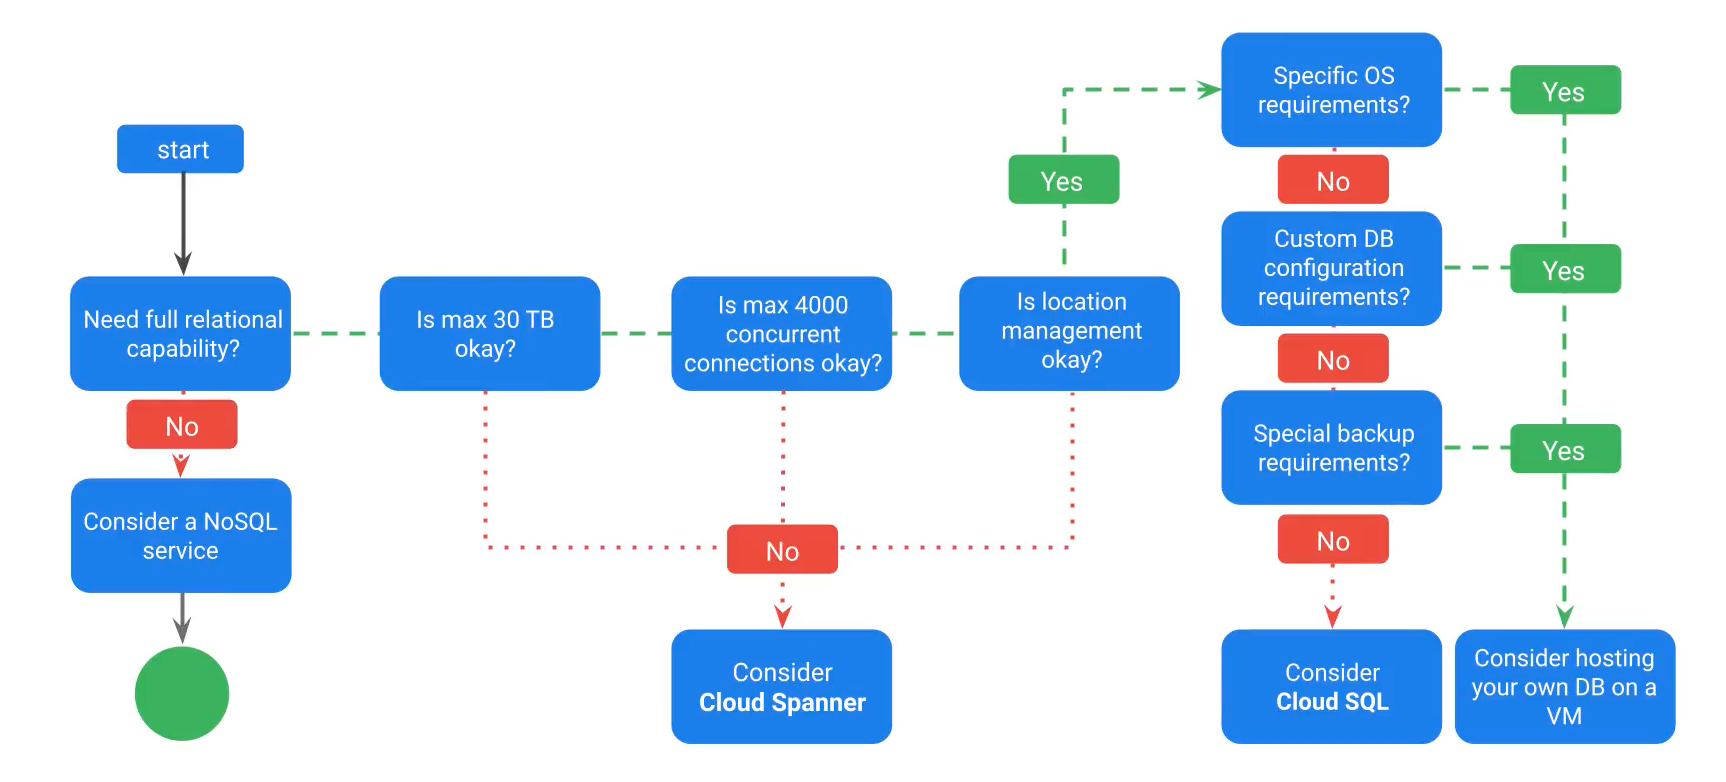 start
Need full relational
capability?
No
Consider a NoSQL
service
Is max 30 TB
okay?
Is max 4000
concurrent
connections okay?
Is location
management
okay?
No
Consider
Cloud Spanner
Yes
Specific OS
requirements?
Yes
No
Custom DB
configuration
requirements?
Yes
No
Special backup
requirements?
Yes
No
Consider
Cloud SQL
Consider hosting
your own DB on a
VM